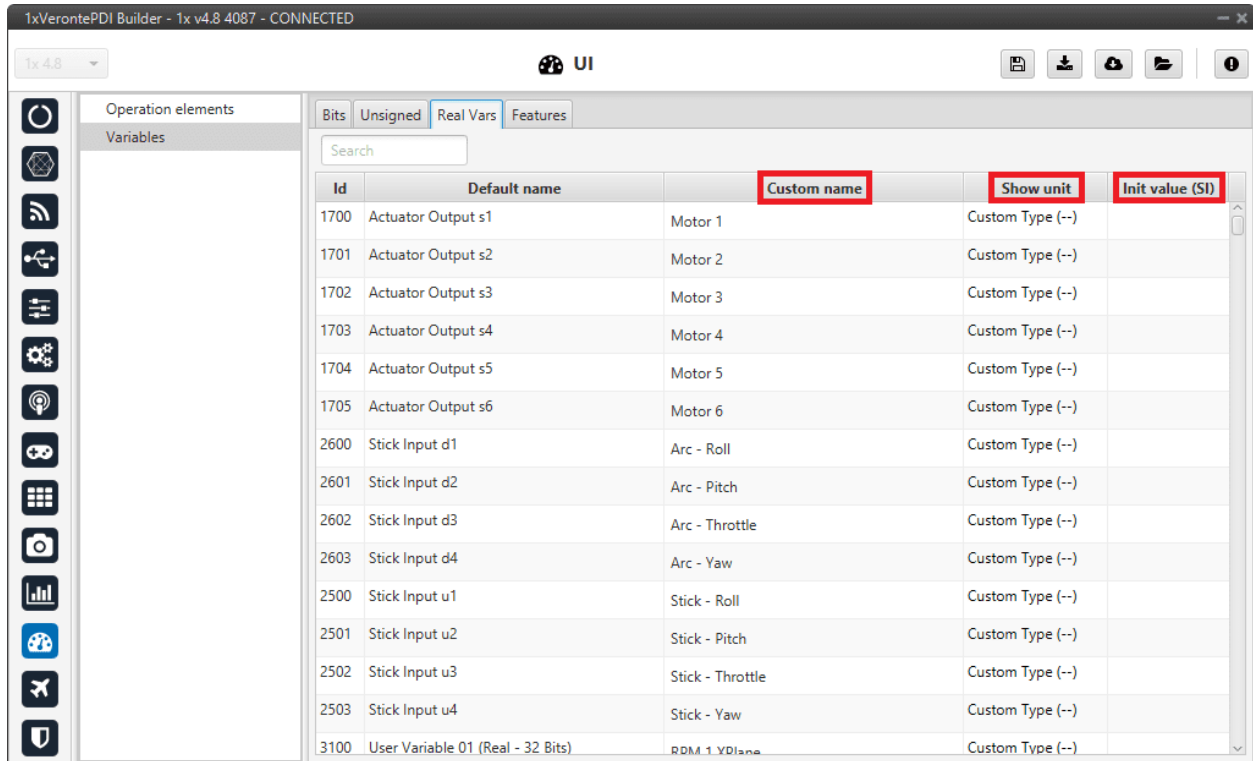 1xVerontePDI Builder - 1x v4.8 4087 - CONNECTED
1x 4.8
UI
Operation elements
Variables
Bits Unsigned Real Vars Features
Search
Id Default name Custom name Show unit Init value (SI)
1700 Actuator Output s1 Motor 1 Custom Type (--)
1701 Actuator Output s2 Motor 2 Custom Type (--)
1702 Actuator Output s3 Motor 3 Custom Type (--)
1703 Actuator Output s4 Motor 4 Custom Type (--)
1704 Actuator Output s5 Motor 5 Custom Type (--)
1705 Actuator Output s6 Motor 6 Custom Type (--)
2600 Stick Input d1 Arc - Roll Custom Type (--)
2601 Stick Input d2 Arc - Pitch Custom Type (--)
2602 Stick Input d3 Arc - Throttle Custom Type (--)
2603 Stick Input d4 Arc - Yaw Custom Type (--)
2500 Stick Input u1 Stick - Roll Custom Type (--)
2501 Stick Input u2 Stick - Pitch Custom Type (--)
2502 Stick Input u3 Stick - Throttle Custom Type (--)
2503 Stick Input u4 Stick - Yaw Custom Type (--)
3100 User Variable 01 (Real - 32 Bits) RPM 1 XPlane Custom Type (--)